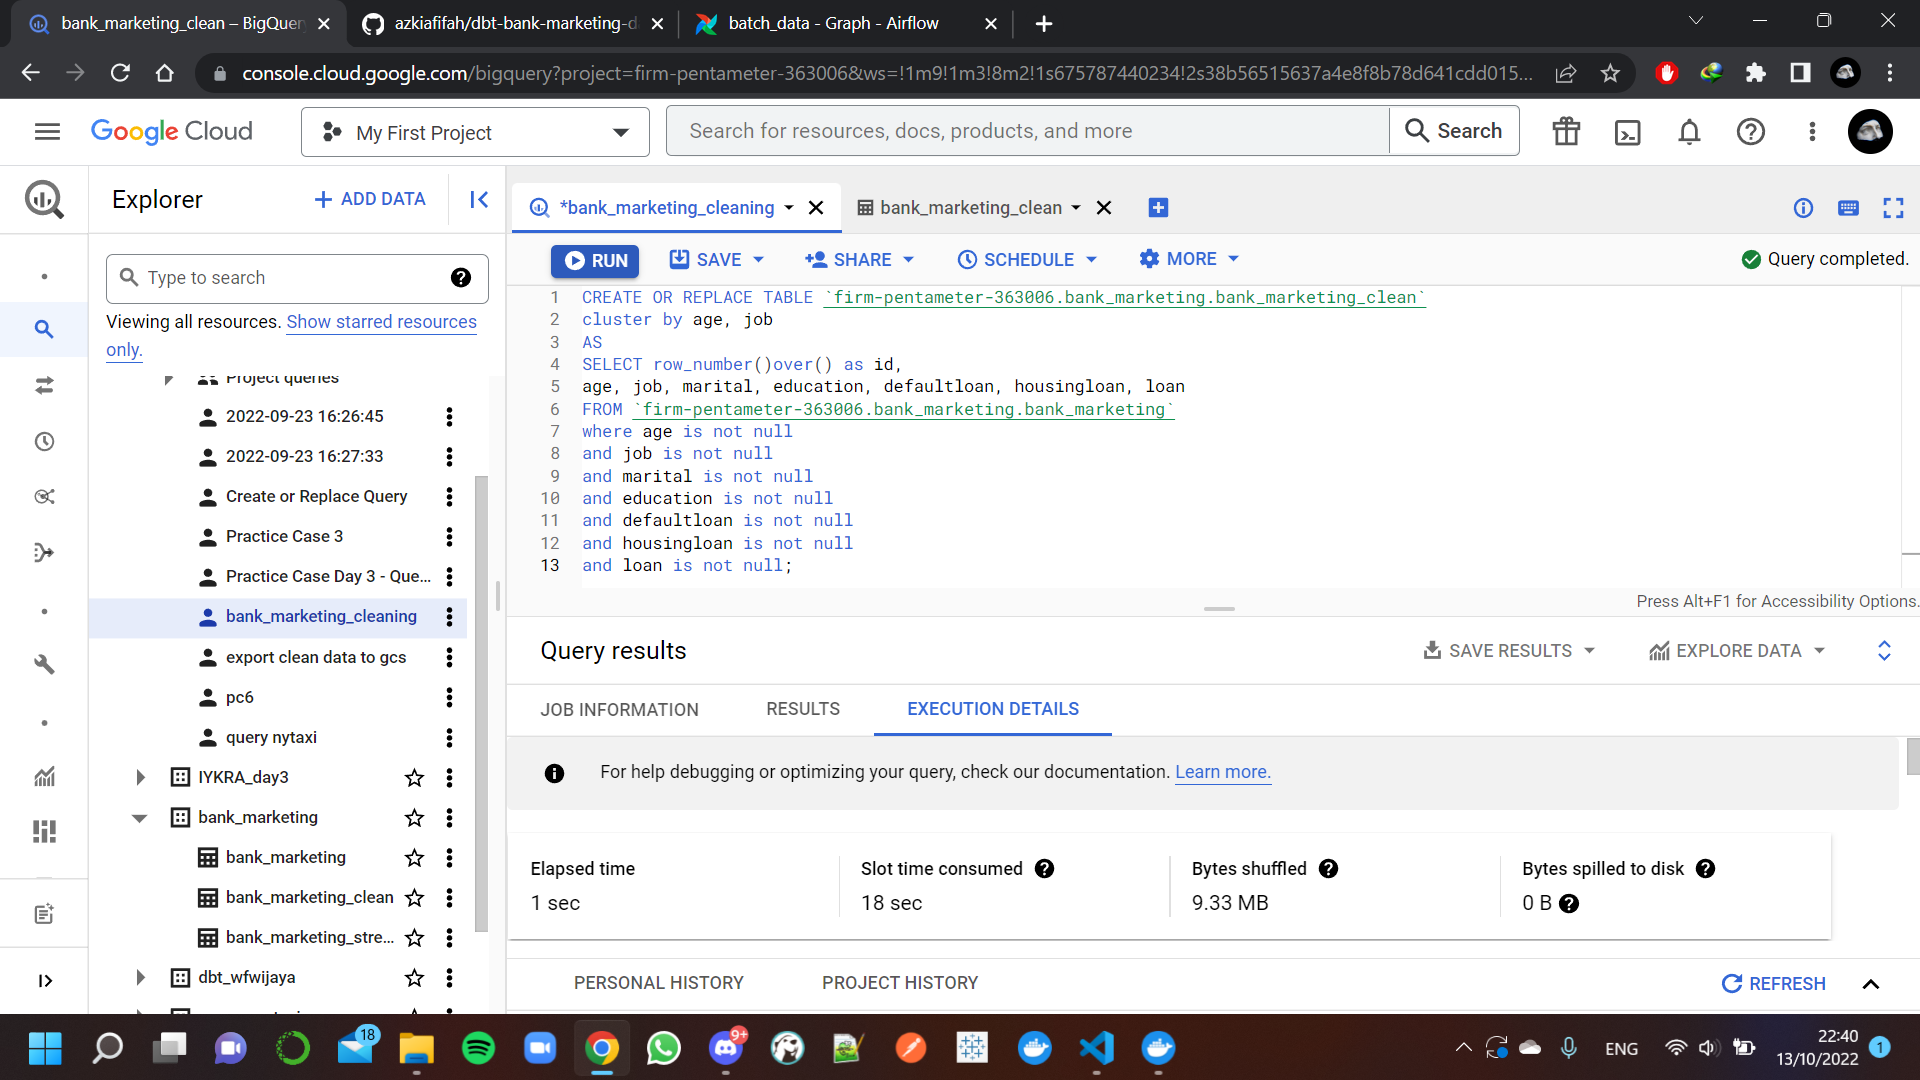 bank_marketing_clean – BigQuery
azkiafifah/dbt-bank-marketing-d
batch_data - Graph - Airflow
console.cloud.google.com/bigquery?project=firm-pentameter-363006&ws=!1m9!1m3!8m2!1s675787440234!2s38b56515637a4e8f8b78d641cdd015...
Google Cloud
My First Project
Search for resources, docs, products, and more
Search
Explorer
+ ADD DATA
Type to search
Viewing all resources. Show starred resources
only.
Project queries
2022-09-23 16:26:45
2022-09-23 16:27:33
Create or Replace Query
Practice Case 3
Practice Case Day 3 - Que...
bank_marketing_cleaning
export clean data to gcs
pc6
query nytaxi
IYKRA_day3
bank_marketing
bank_marketing
bank_marketing_clean
bank_marketing_stre...
dbt_wfwijaya
*bank_marketing_cleaning
bank_marketing_clean
RUN
SAVE
SHARE
SCHEDULE
MORE
Query completed.
1 CREATE OR REPLACE TABLE `firm-pentameter-363006.bank_marketing.bank_marketing_clean`
2 cluster by age, job
3 AS
4 SELECT row_number()over() as id,
5 age, job, marital, education, defaultloan, housingloan, loan
6 FROM `firm-pentameter-363006.bank_marketing.bank_marketing`
7 where age is not null
8 and job is not null
9 and marital is not null
10 and education is not null
11 and defaultloan is not null
12 and housingloan is not null
13 and loan is not null;
Press Alt+F1 for Accessibility Options.
Query results
SAVE RESULTS
EXPLORE DATA
JOB INFORMATION
RESULTS
EXECUTION DETAILS
For help debugging or optimizing your query, check our documentation. Learn more.
Elapsed time
1 sec
Slot time consumed
18 sec
Bytes shuffled
9.33 MB
Bytes spilled to disk
0 B
PERSONAL HISTORY
PROJECT HISTORY
REFRESH
18
9+
ENG
22:40
13/10/2022
1